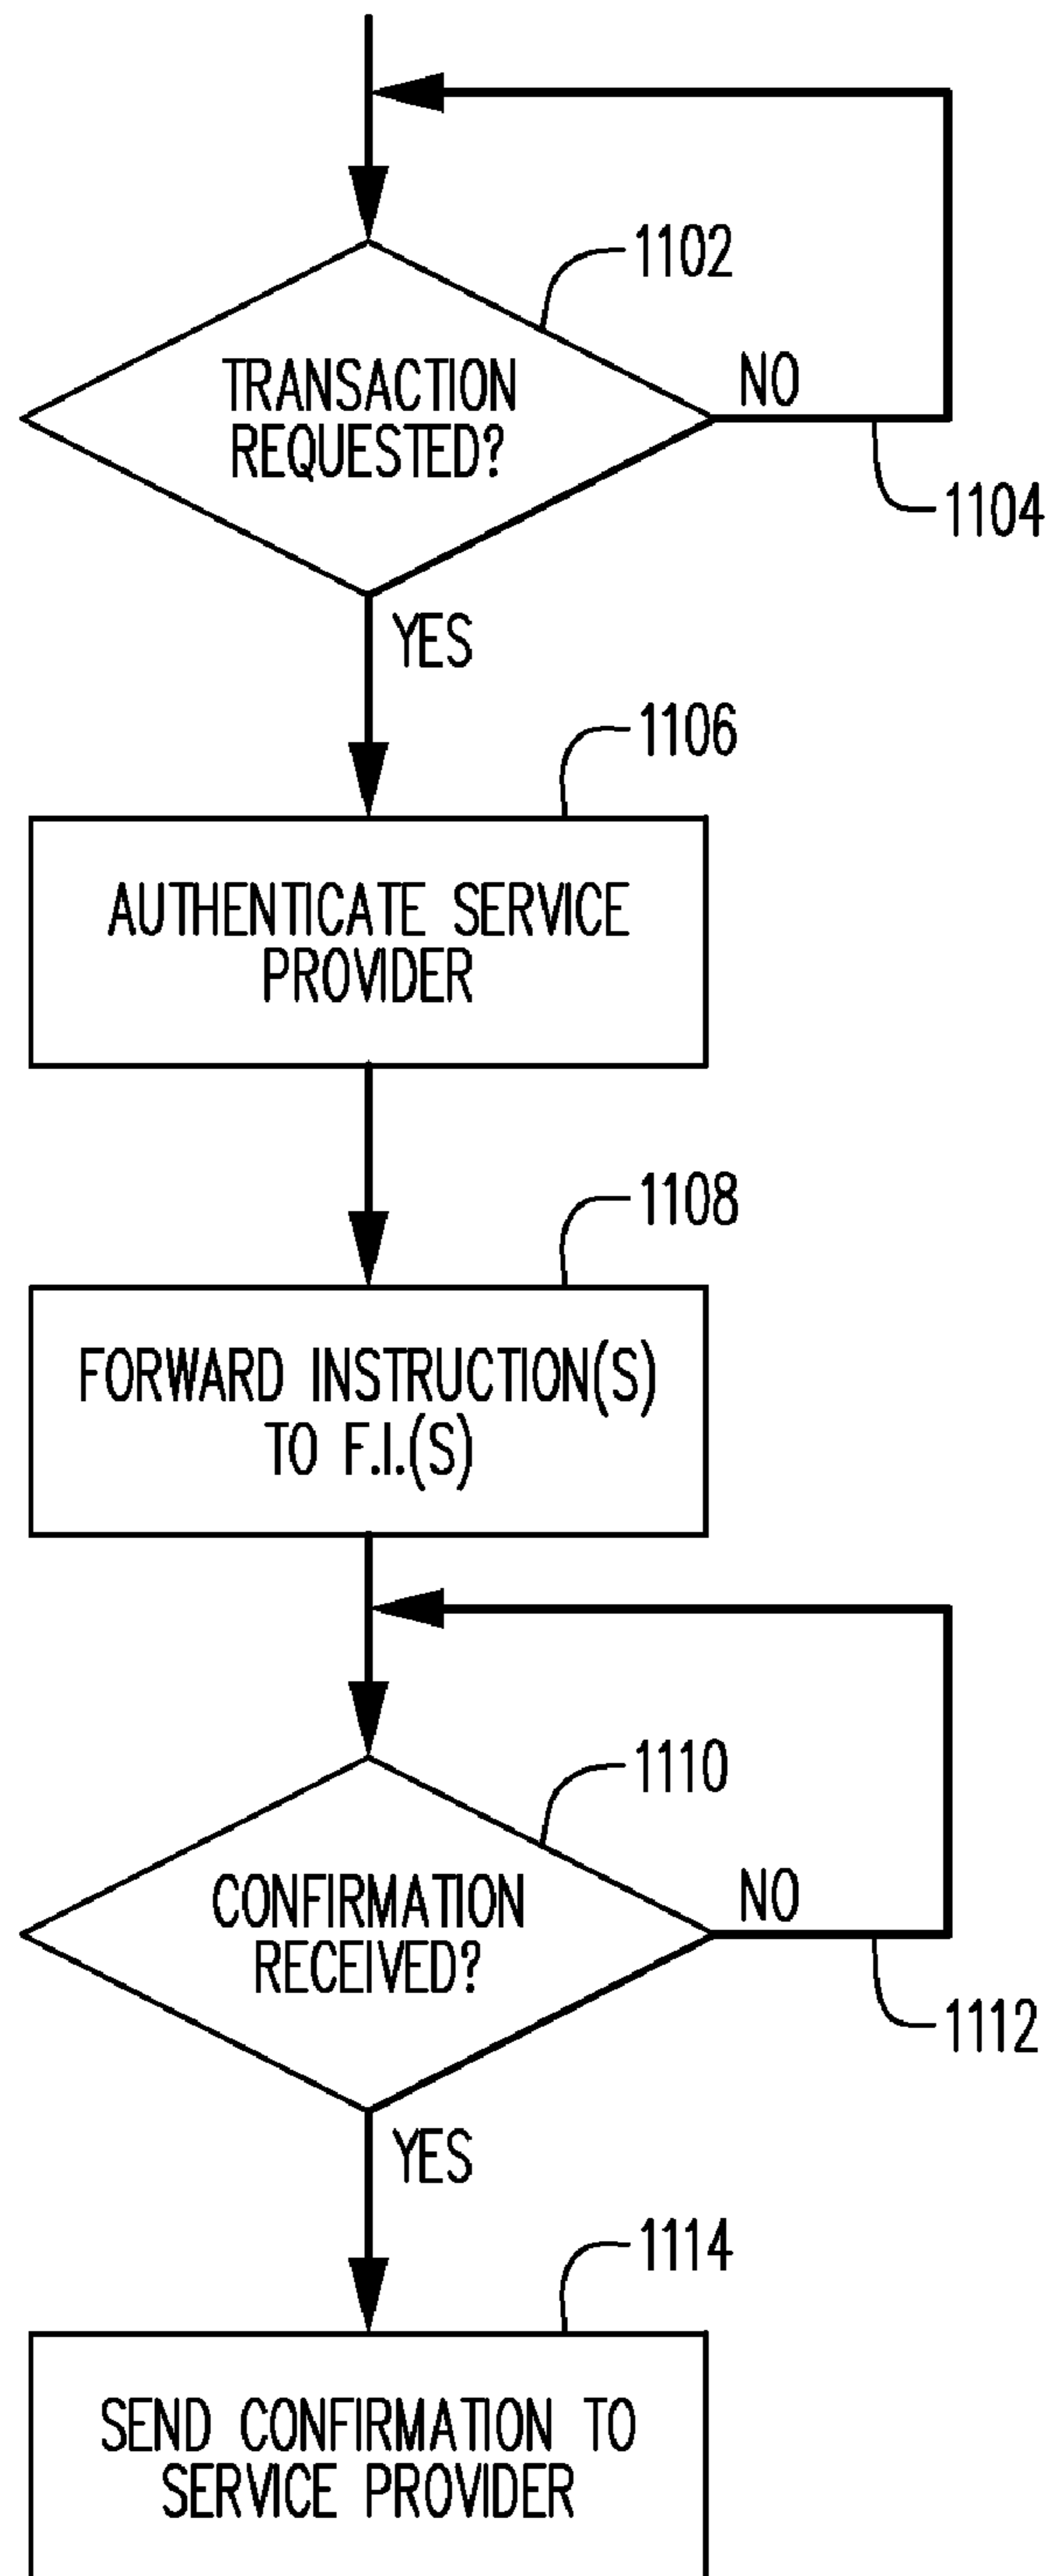 1102
TRANSACTION
REQUESTED?
NO
1104
YES
1106
AUTHENTICATE SERVICE
PROVIDER
1108
FORWARD INSTRUCTION(S)
TO F.I.(S)
1110
CONFIRMATION
RECEIVED?
NO
1112
YES
1114
SEND CONFIRMATION TO
SERVICE PROVIDER